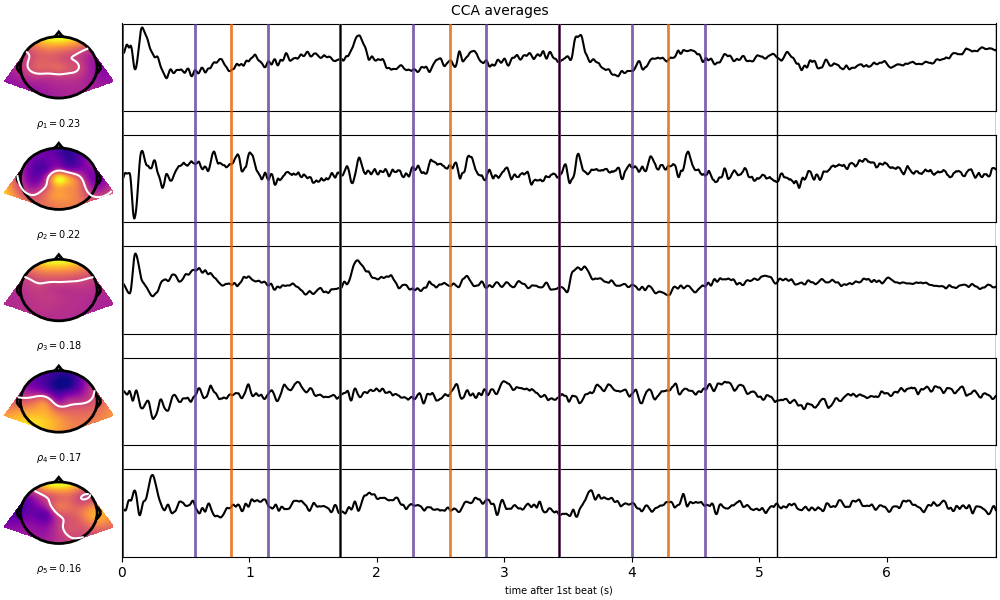 CCA averages
ρ₁ = 0.23
ρ₂ = 0.22
ρ₃ = 0.18
ρ₄ = 0.17
ρ₅ = 0.16
0 1 2 3 4 5 6
time after 1st beat (s)